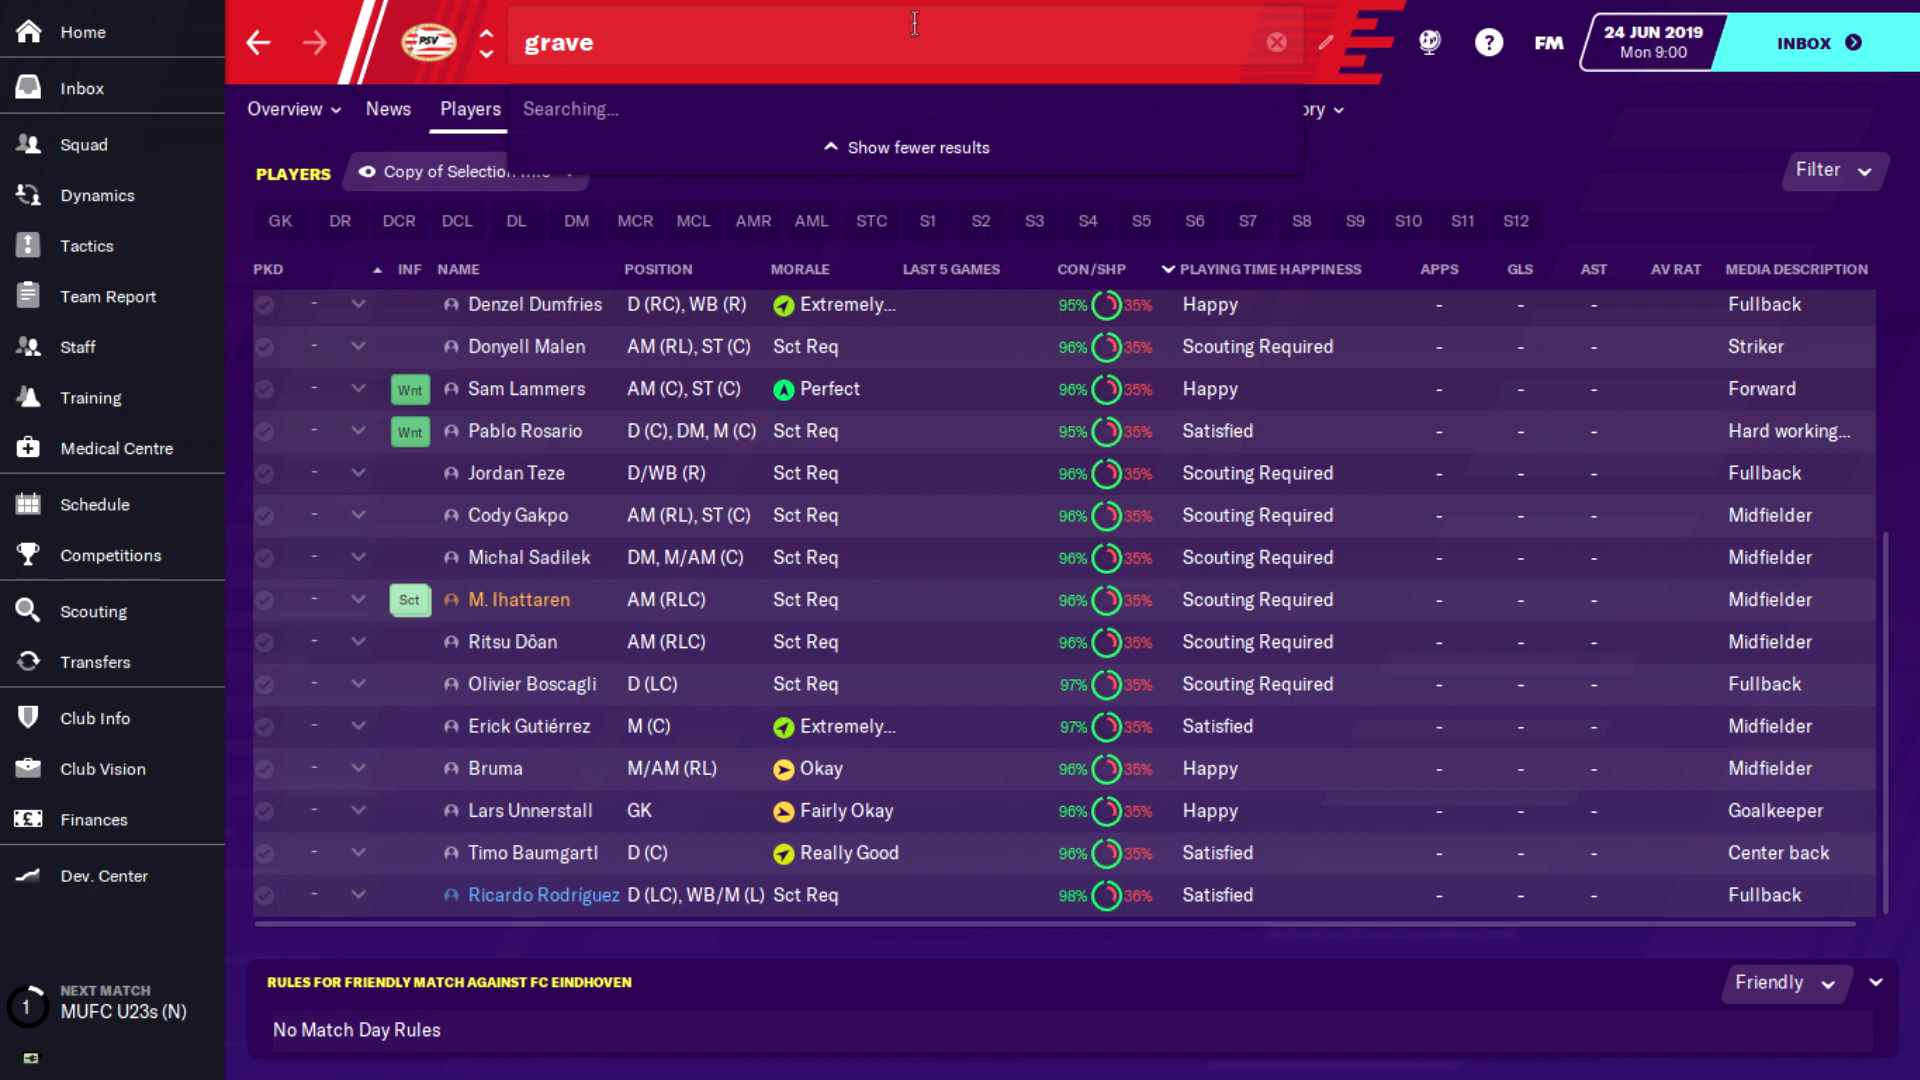 Home
Inbox
Squad
Dynamics
Tactics
Team Report
Staff
Training
Medical Centre
Schedule
Competitions
Scouting
Transfers
Club Info
Club Vision
Finances
Dev. Center
1
NEXT MATCH
MUFC U23s (N)
PSV
grave
?
FM
24 JUN 2019
Mon 9:00
INBOX
Overview News Players Searching... ory
Show fewer results
PLAYERS Copy of Selection Filter
GK DR DCR DCL DL DM MCR MCL AMR AML STC S1 S2 S3 S4 S5 S6 S7 S8 S9 S10 S11 S12
PKD INF NAME POSITION MORALE LAST 5 GAMES CON/SHP PLAYING TIME HAPPINESS APPS GLS AST AV RAT MEDIA DESCRIPTION
- Denzel Dumfries D (RC), WB (R) Extremely... 95% 35% Happy - - - Fullback
- Donyell Malen AM (RL), ST (C) Sct Req 96% 35% Scouting Required - - - Striker
- Wnt Sam Lammers AM (C), ST (C) Perfect 96% 35% Happy - - - Forward
- Wnt Pablo Rosario D (C), DM, M (C) Sct Req 95% 35% Satisfied - - - Hard working...
- Jordan Teze D/WB (R) Sct Req 96% 35% Scouting Required - - - Fullback
- Cody Gakpo AM (RL), ST (C) Sct Req 96% 35% Scouting Required - - - Midfielder
- Michal Sadilek DM, M/AM (C) Sct Req 96% 35% Scouting Required - - - Midfielder
- Sct M. Ihattaren AM (RLC) Sct Req 96% 35% Scouting Required - - - Midfielder
- Ritsu Dôan AM (RLC) Sct Req 96% 35% Scouting Required - - - Midfielder
- Olivier Boscagli D (LC) Sct Req 97% 35% Scouting Required - - - Fullback
- Erick Gutiérrez M (C) Extremely... 97% 35% Satisfied - - - Midfielder
- Bruma M/AM (RL) Okay 96% 35% Happy - - - Midfielder
- Lars Unnerstall GK Fairly Okay 96% 35% Happy - - - Goalkeeper
- Timo Baumgartl D (C) Really Good 96% 35% Satisfied - - - Center back
- Ricardo Rodríguez D (LC), WB/M (L) Sct Req 98% 36% Satisfied - - - Fullback
RULES FOR FRIENDLY MATCH AGAINST FC EINDHOVEN Friendly
No Match Day Rules